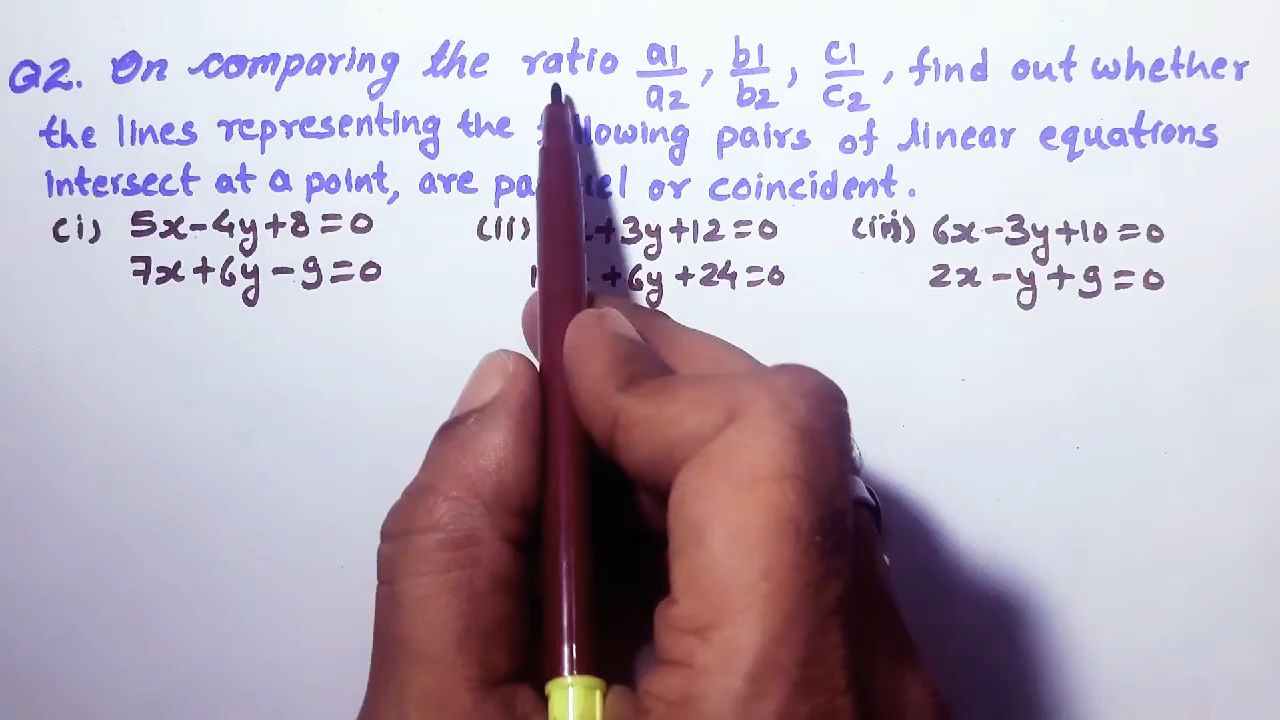 Q2. On comparing the ratio a1/a2, b1/b2, c1/c2, find out whether
the lines representing the following pairs of linear equations
intersect at a point, are or coincident.
(i) 5x-4y+8=0 (ii) +3y+12=0 (iii) 6x-3y+10=0
7x+6y-9=0 +6y+24=0 2x-y+9=0